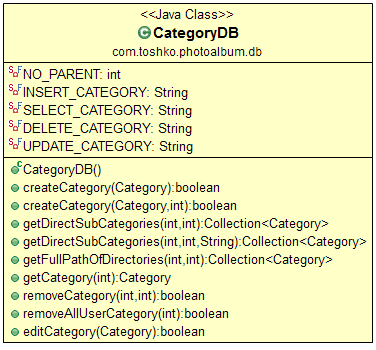 <<Java Class>>
C CategoryDB
com.toshko.photoalbum.db
S F NO_PARENT: int
S F INSERT_CATEGORY: String
S F SELECT_CATEGORY: String
S F DELETE_CATEGORY: String
S F UPDATE_CATEGORY: String
C CategoryDB()
createCategory(Category):boolean
createCategory(Category,int):boolean
getDirectSubCategories(int,int):Collection<Category>
getDirectSubCategories(int,int,String):Collection<Category>
getFullPathOfDirectories(int,int):Collection<Category>
getCategory(int):Category
removeCategory(int,int):boolean
removeAllUserCategory(int):boolean
editCategory(Category):boolean